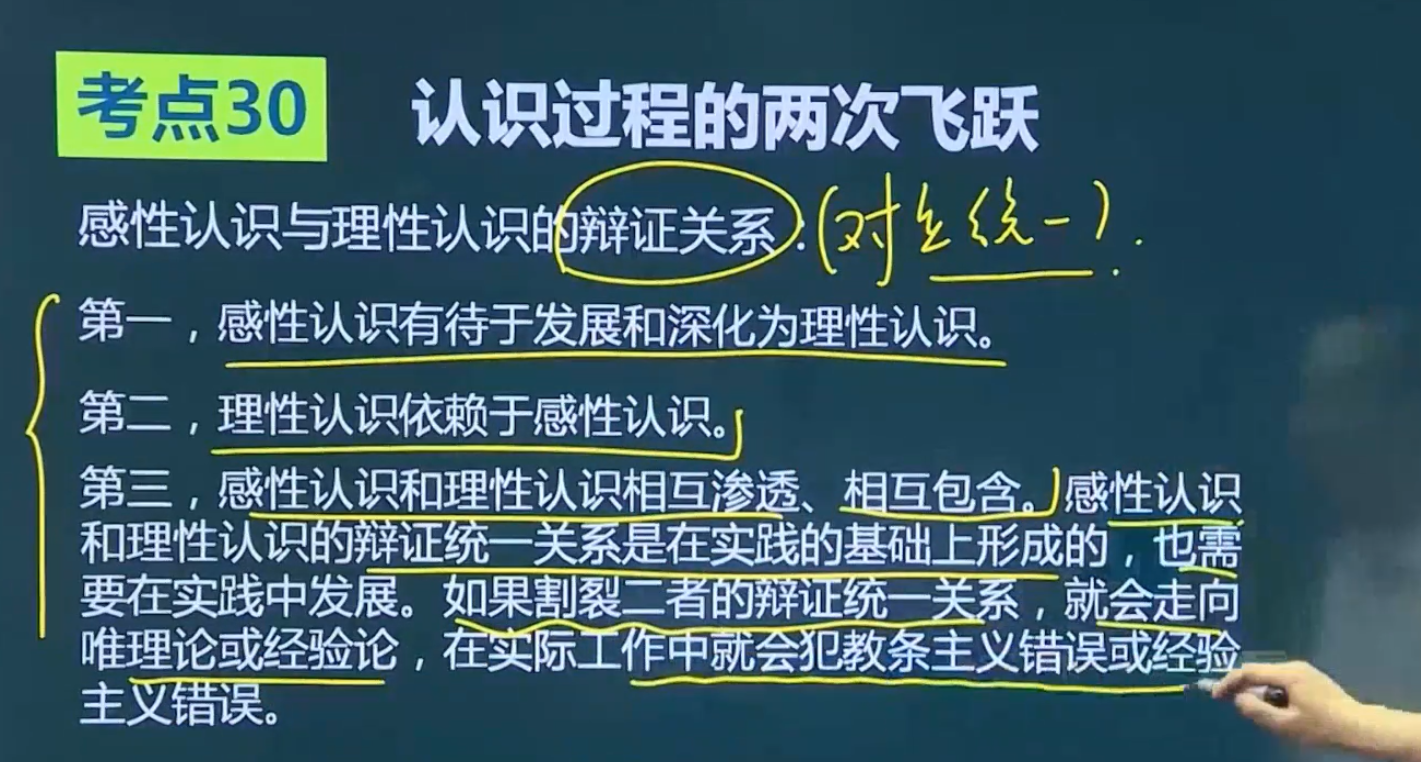 考点30 认识过程的两次飞跃
感性认识与理性认识的辩证关系:(对立统一).
第一，感性认识有待于发展和深化为理性认识。
第二，理性认识依赖于感性认识。
第三，感性认识和理性认识相互渗透、相互包含。感性认识
和理性认识的辩证统一关系是在实践的基础上形成的，也需
要在实践中发展。如果割裂二者的辩证统一关系，就会走向
唯理论或经验论，在实际工作中就会犯教条主义错误或经验
主义错误。